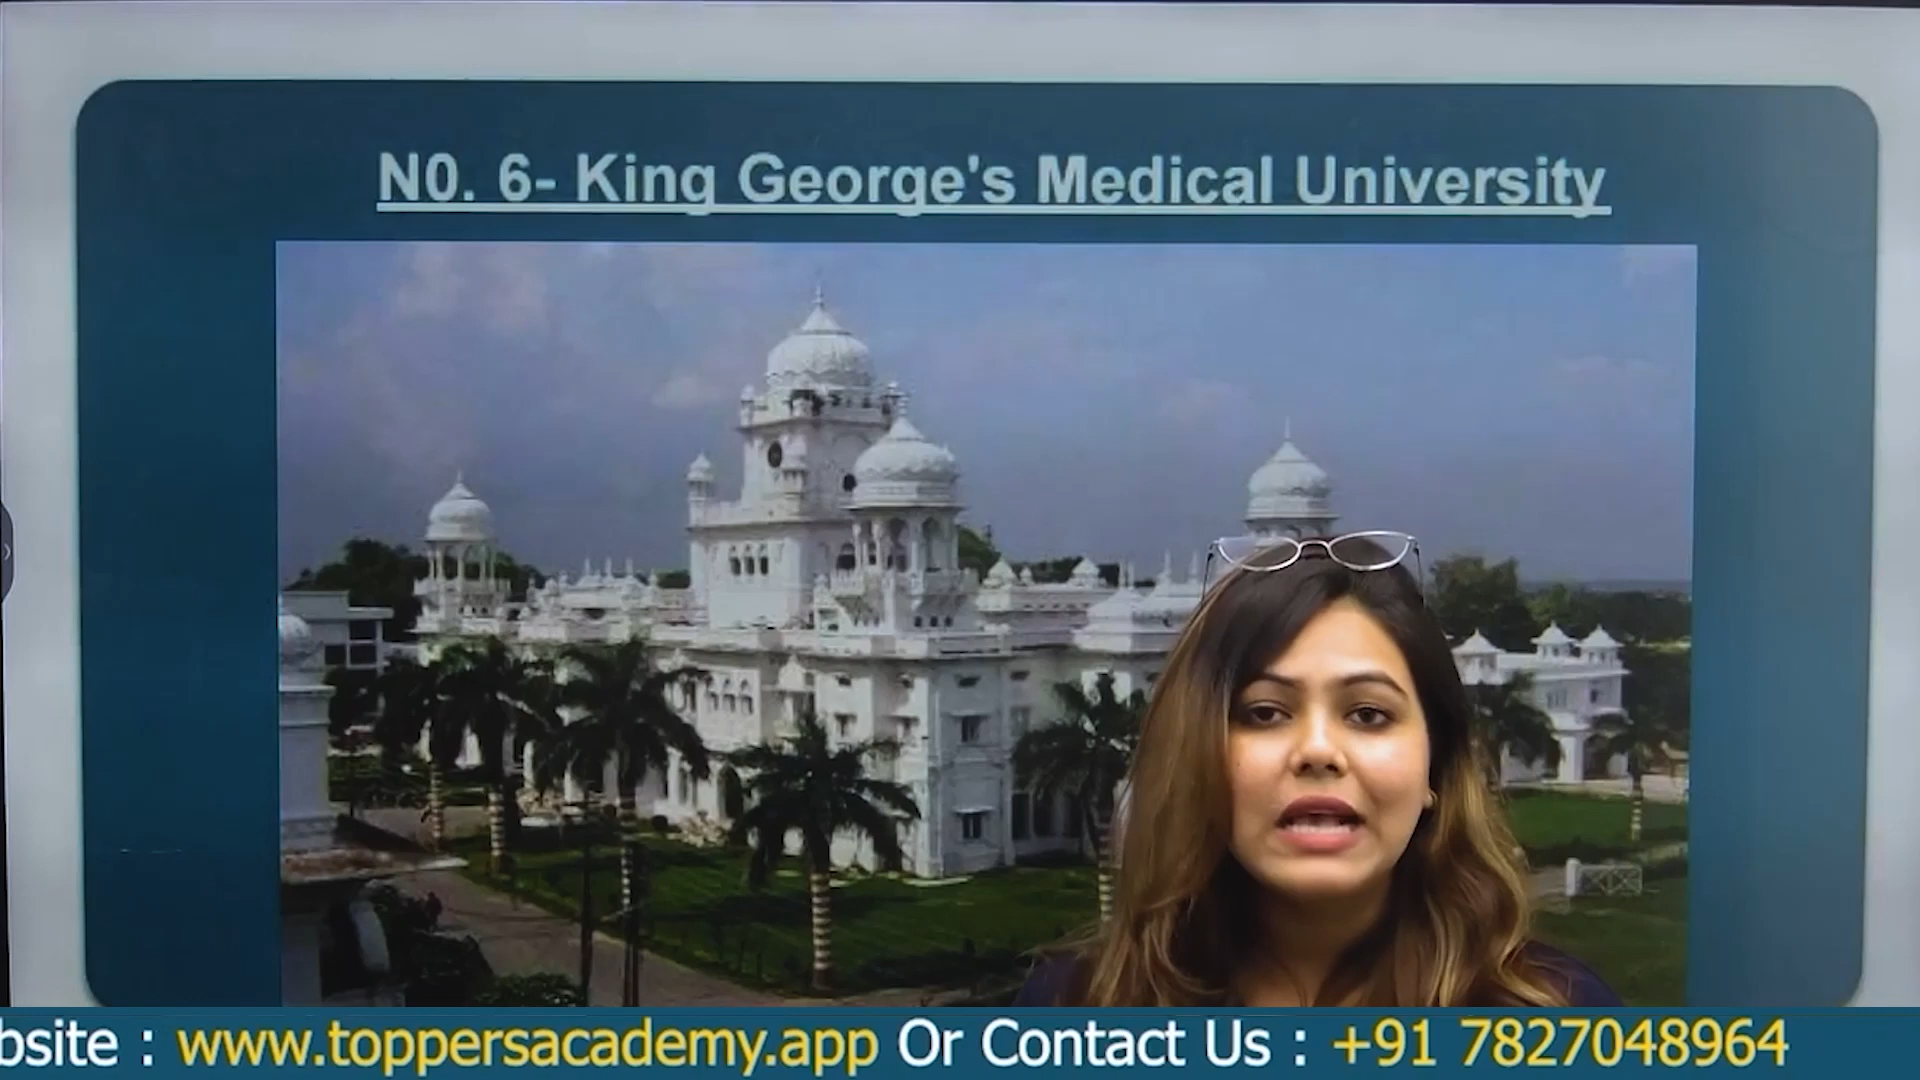 N0. 6- King George's Medical University
bsite : www.toppersacademy.app Or Contact Us : +91 7827048964